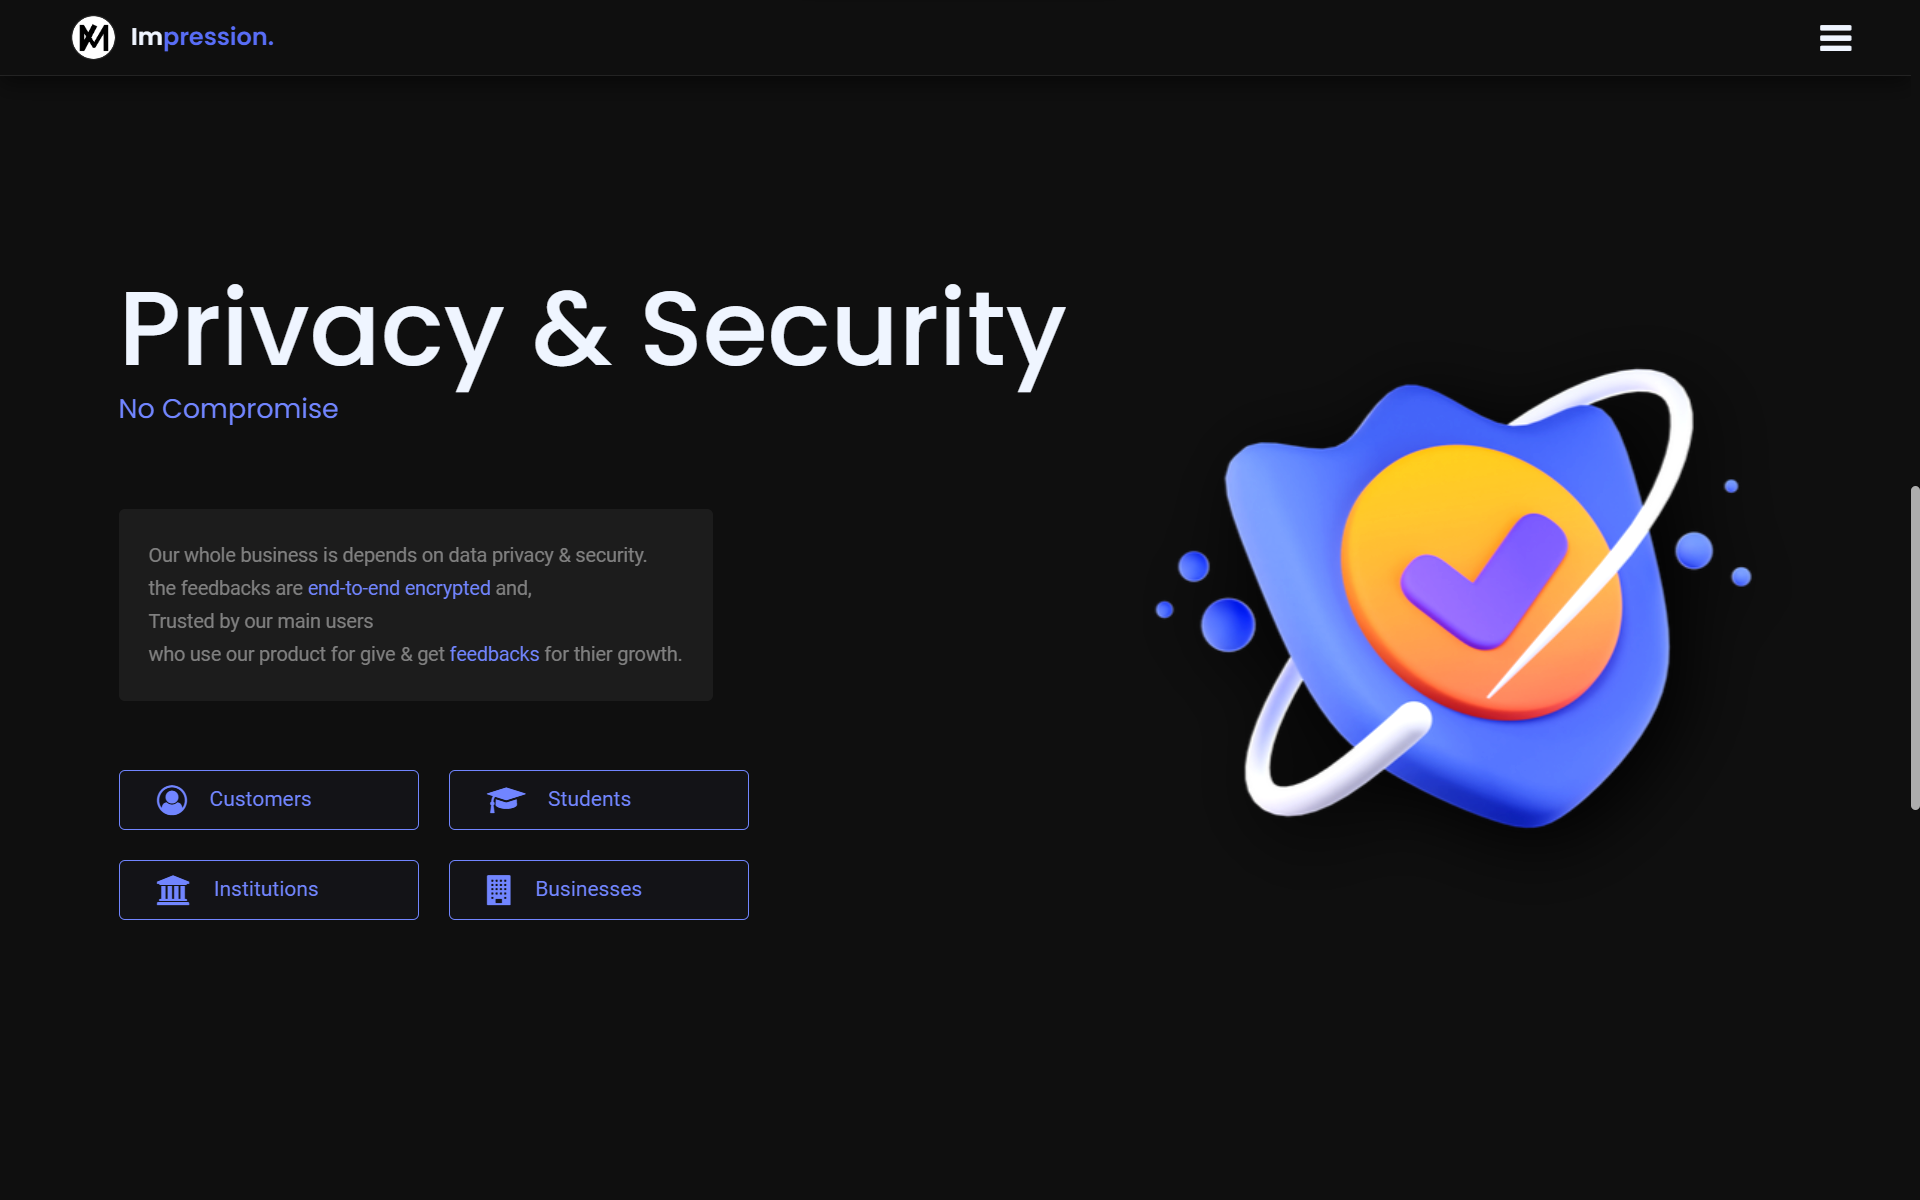 Impression.
Privacy & Security
No Compromise
Our whole business is depends on data privacy & security.
the feedbacks are end-to-end encrypted and,
Trusted by our main users
who use our product for give & get feedbacks for thier growth.
Customers
Students
Institutions
Businesses